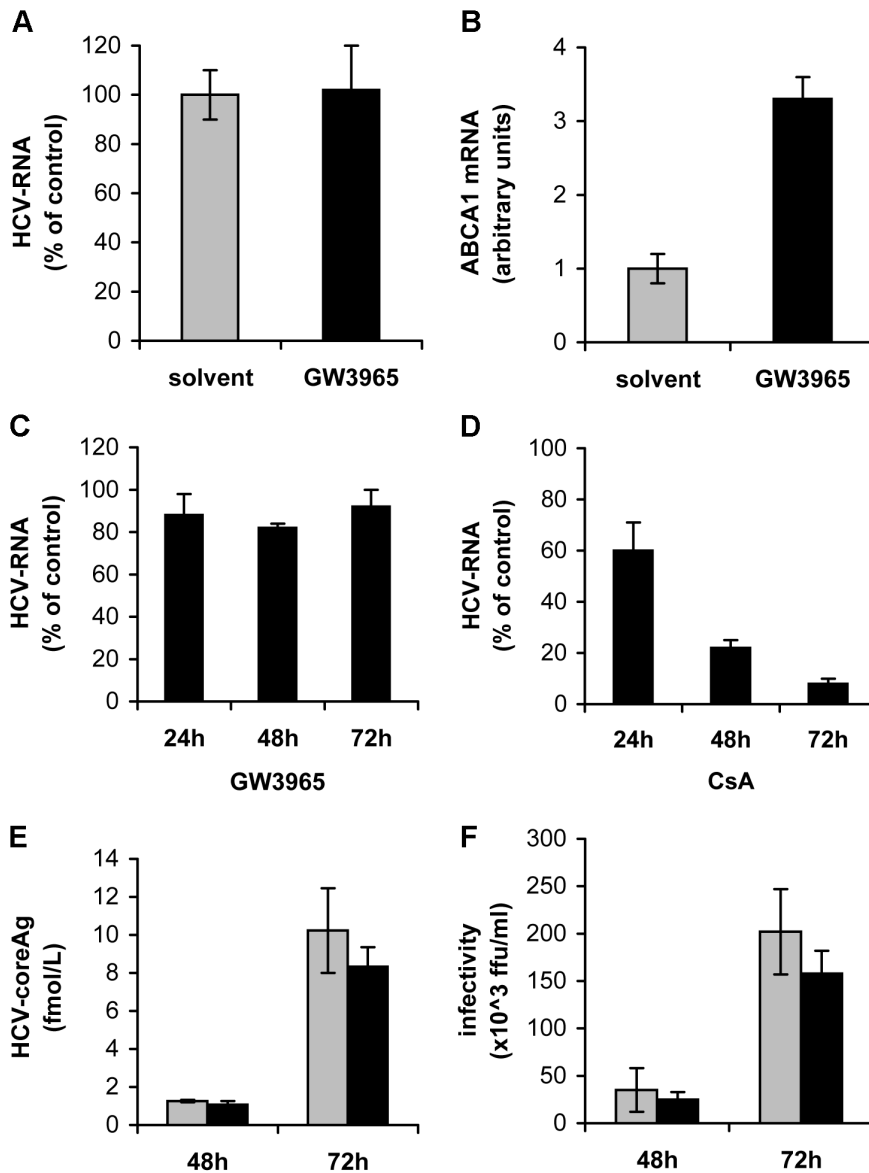 A
HCV-RNA
(% of control)
120
100
80
60
40
20
0
solvent GW3965
B
ABCA1 mRNA
(arbitrary units)
4
3
2
1
0
solvent GW3965
C
HCV-RNA
(% of control)
120
100
80
60
40
20
0
24h 48h 72h
GW3965
D
HCV-RNA
(% of control)
100
80
60
40
20
0
24h 48h 72h
CsA
E
HCV-coreAg
(fmol/L)
14
12
10
8
6
4
2
0
48h 72h
F
infectivity
(x10^3 ffu/ml)
300
250
200
150
100
50
0
48h 72h